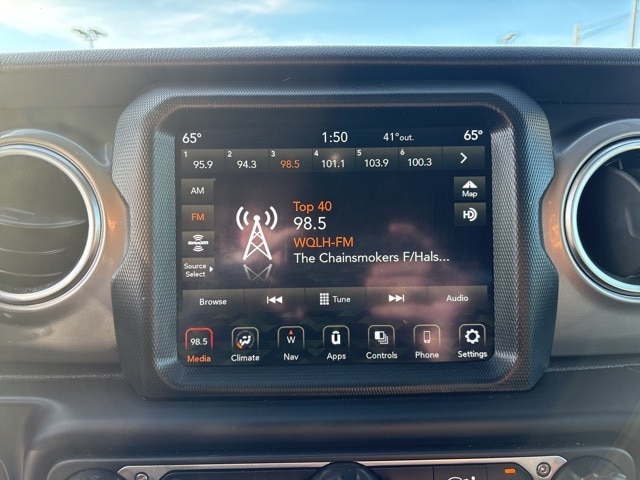 65° 1:50 41°out. 65°
1 95.9 2 94.3 3 98.5 4 101.1 5 103.9 6 100.3
AM
FM
SiriusXM
Source
Select
Top 40
98.5
WQLH-FM
The Chainsmokers F/Hals...
Map
HD
Browse Tune Audio
98.5 W ū
Media Climate Nav Apps Controls Phone Settings